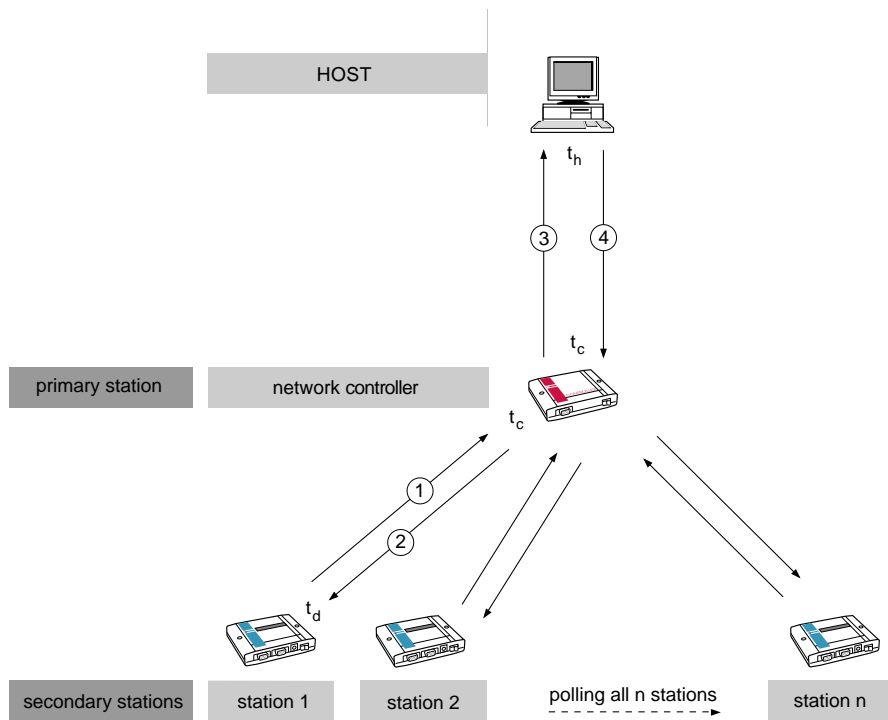 HOST
t_h
3
4
t_c
primary station
network controller
t_c
1
2
t_d
secondary stations
station 1
station 2
polling all n stations
station n